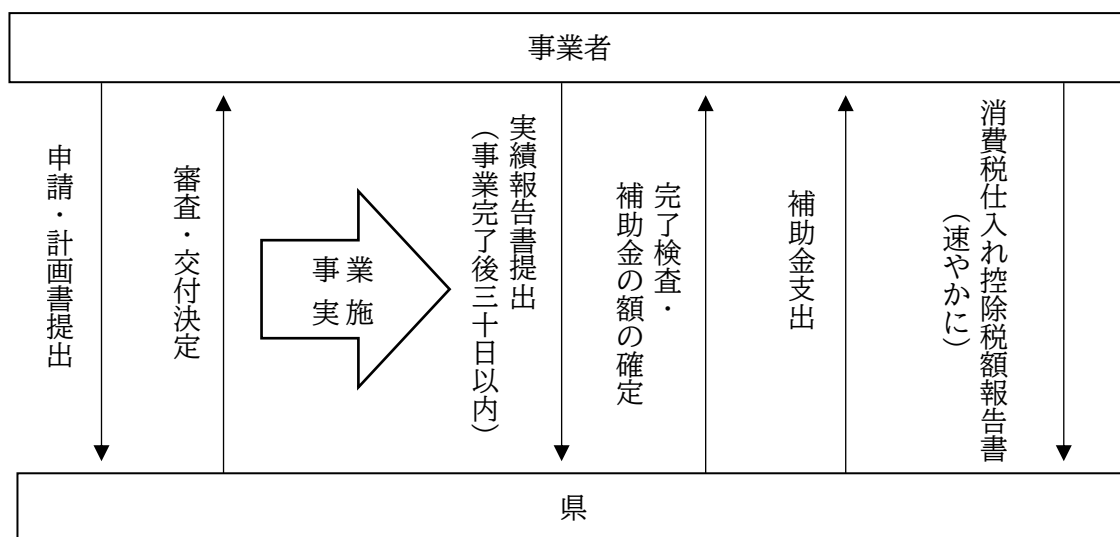 事業者
申請・計画書提出
審査・交付決定
事業
実施
実績報告書提出
（事業完了後三十日以内）
完了検査・
補助金の額の確定
補助金支出
消費税仕入れ控除税額報告書
（速やかに）
県